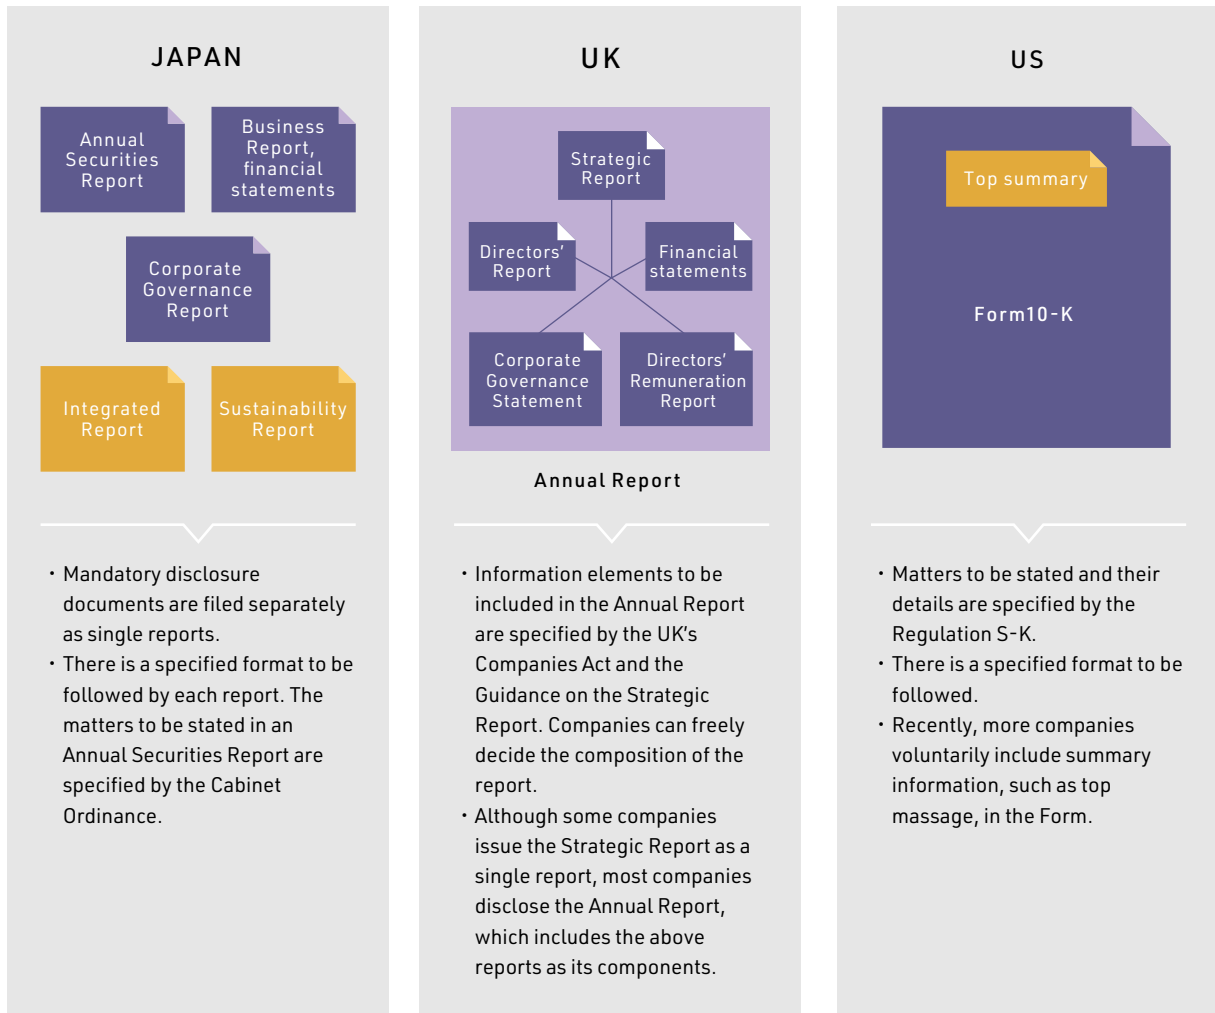 JAPAN
Annual
Securities
Report
Business
Report,
financial
statements
Corporate
Governance
Report
Integrated
Report
Sustainability
Report
・Mandatory disclosure
documents are filed separately
as single reports.
・There is a specified format to be
followed by each report. The
matters to be stated in an
Annual Securities Report are
specified by the Cabinet
Ordinance.
UK
Strategic
Report
Directors’
Report
Financial
statements
Corporate
Governance
Statement
Directors’
Remuneration
Report
Annual Report
・Information elements to be
included in the Annual Report
are specified by the UK’s
Companies Act and the
Guidance on the Strategic
Report. Companies can freely
decide the composition of the
report.
・Although some companies
issue the Strategic Report as a
single report, most companies
disclose the Annual Report,
which includes the above
reports as its components.
US
Top summary
Form10-K
・Matters to be stated and their
details are specified by the
Regulation S-K.
・There is a specified format to be
followed.
・Recently, more companies
voluntarily include summary
information, such as top
massage, in the Form.